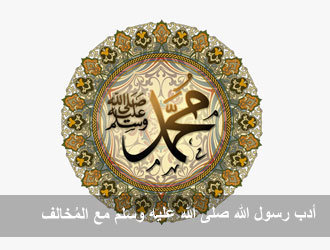 محمد
صلى الله
عليه
وسلم
أدب رسول الله صلى الله عليه وسلم مع المُخالف